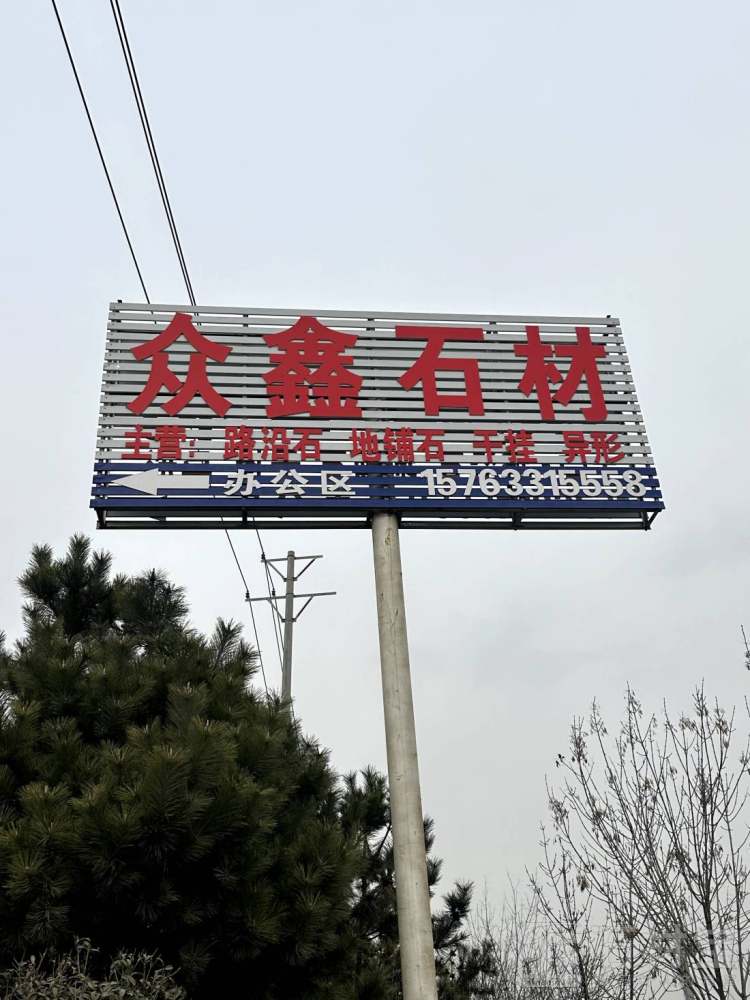 众鑫石材
主营: 路沿石 地铺石 干挂 异形
办公区 15763315558